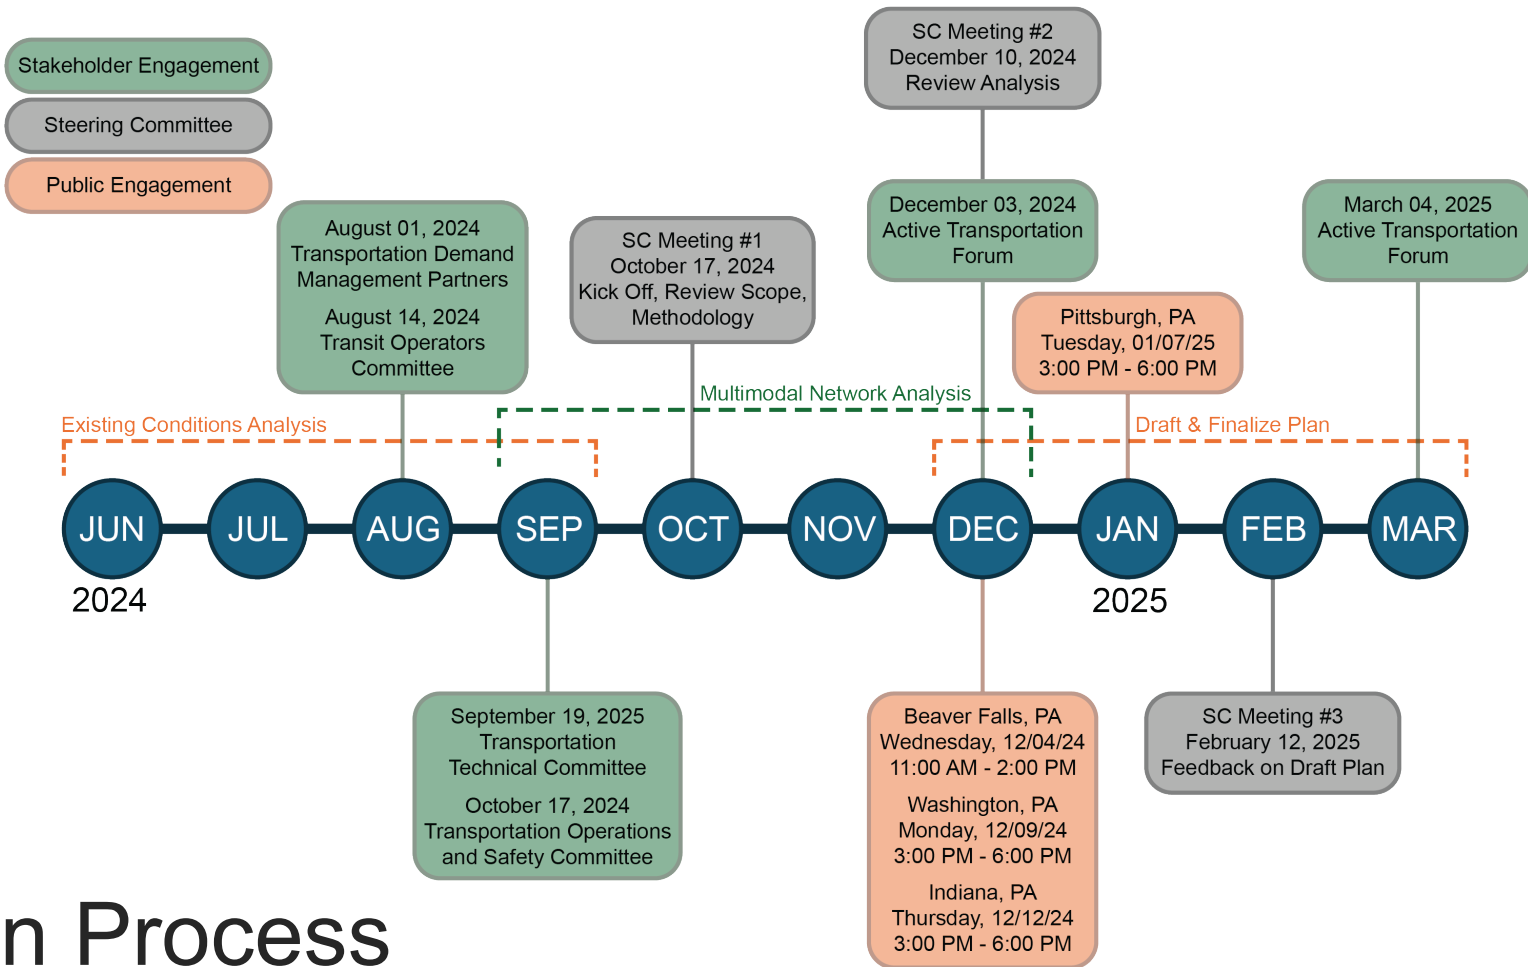 Stakeholder Engagement
Steering Committee
Public Engagement
August 01, 2024
Transportation Demand
Management Partners
August 14, 2024
Transit Operators
Committee
SC Meeting #1
October 17, 2024
Kick Off, Review Scope,
Methodology
SC Meeting #2
December 10, 2024
Review Analysis
December 03, 2024
Active Transportation
Forum
Pittsburgh, PA
Tuesday, 01/07/25
3:00 PM - 6:00 PM
March 04, 2025
Active Transportation
Forum
Existing Conditions Analysis
Multimodal Network Analysis
Draft & Finalize Plan
JUN
JUL
AUG
SEP
OCT
NOV
DEC
JAN
FEB
MAR
2024
2025
September 19, 2025
Transportation
Technical Committee
October 17, 2024
Transportation Operations
and Safety Committee
Beaver Falls, PA
Wednesday, 12/04/24
11:00 AM - 2:00 PM
Washington, PA
Monday, 12/09/24
3:00 PM - 6:00 PM
Indiana, PA
Thursday, 12/12/24
3:00 PM - 6:00 PM
SC Meeting #3
February 12, 2025
Feedback on Draft Plan
n Process